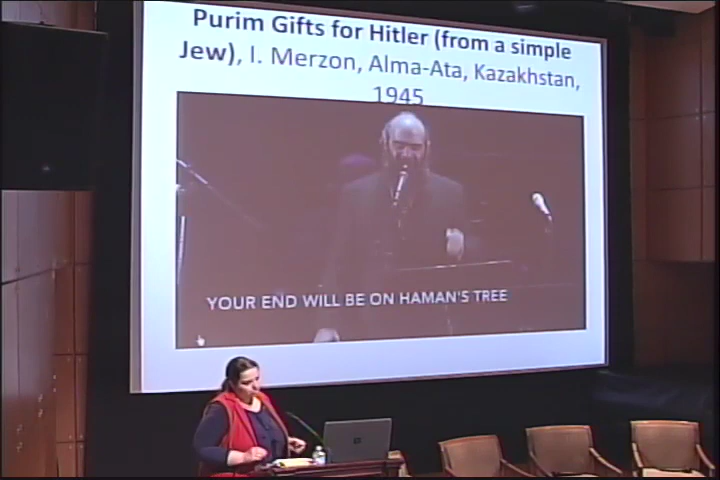 Purim Gifts for Hitler (from a simple
Jew), I. Merzon, Alma-Ata, Kazakhstan,
1945
YOUR END WILL BE ON HAMAN'S TREE